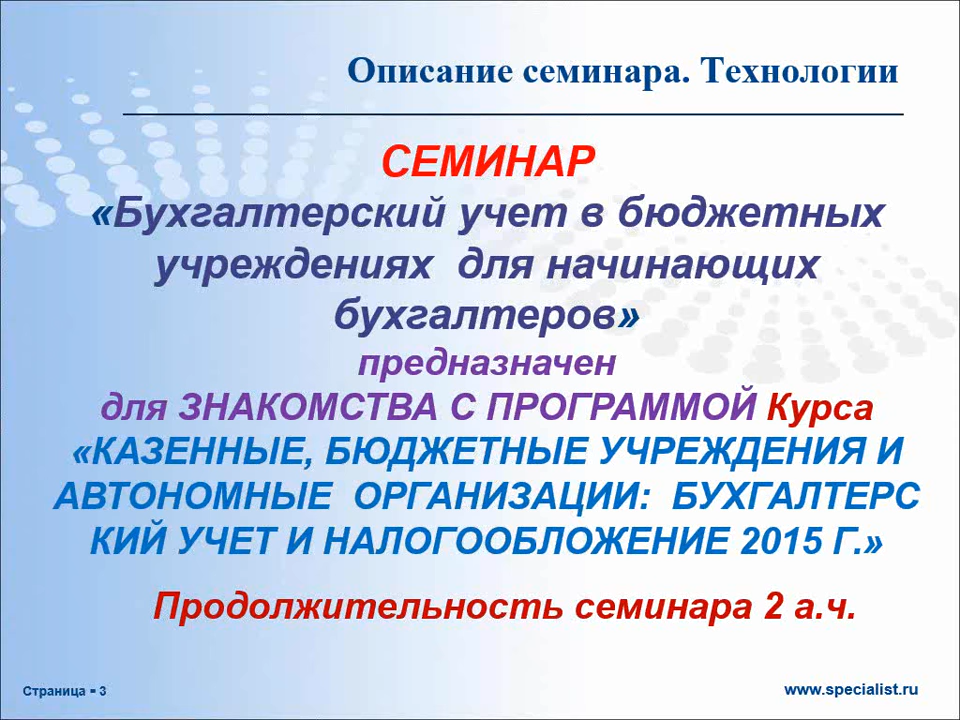 Описание семинара. Технологии
СЕМИНАР
«Бухгалтерский учет в бюджетных
учреждениях для начинающих
бухгалтеров»
предназначен
для ЗНАКОМСТВА С ПРОГРАММОЙ Курса
«КАЗЕННЫЕ, БЮДЖЕТНЫЕ УЧРЕЖДЕНИЯ И
АВТОНОМНЫЕ ОРГАНИЗАЦИИ: БУХГАЛТЕРС
КИЙ УЧЕТ И НАЛОГООБЛОЖЕНИЕ 2015 Г.»
Продолжительность семинара 2 а.ч.
Страница ▪ 3
www.specialist.ru